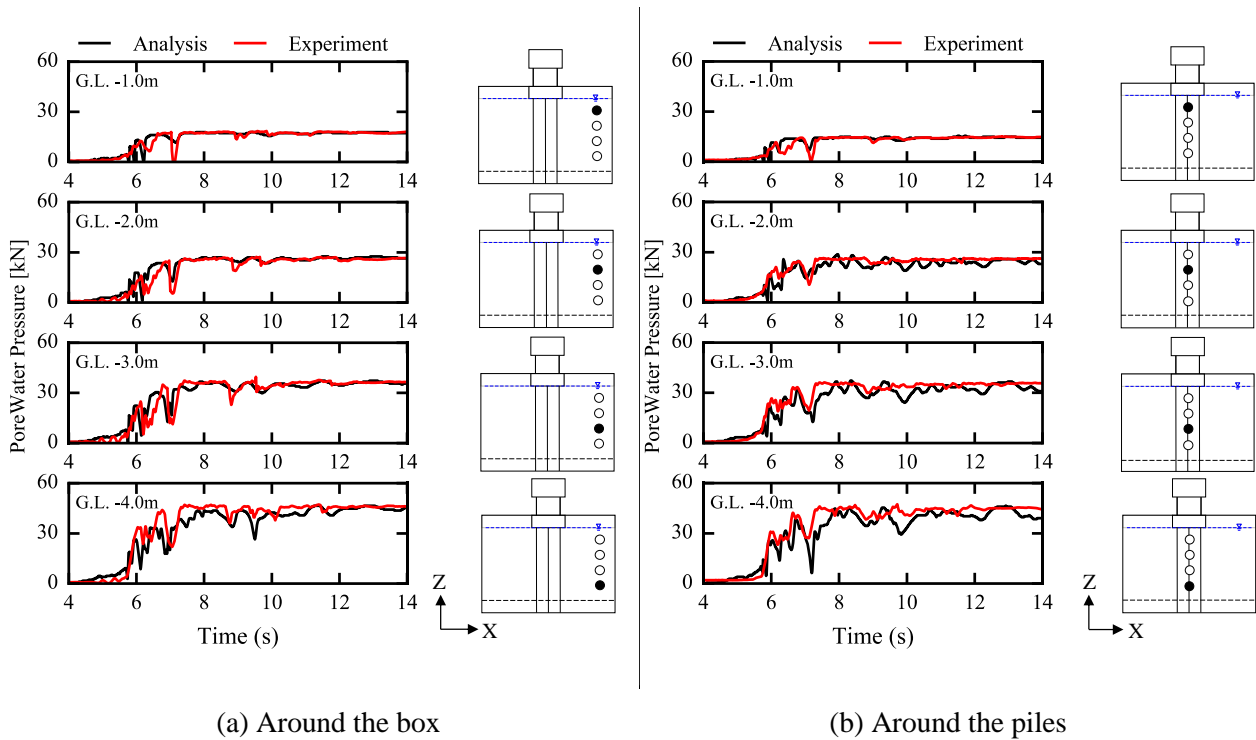 Analysis Experiment
60
G.L. -1.0m
30
0
4 6 8 10 12 14
60
G.L. -2.0m
30
0
4 6 8 10 12 14
60
G.L. -3.0m
30
0
4 6 8 10 12 14
60
G.L. -4.0m
30
0
4 6 8 10 12 14
PoreWater Pressure [kN]
Time (s)
Z
X
(a) Around the box
Analysis Experiment
60
G.L. -1.0m
30
0
4 6 8 10 12 14
60
G.L. -2.0m
30
0
4 6 8 10 12 14
60
G.L. -3.0m
30
0
4 6 8 10 12 14
60
G.L. -4.0m
30
0
4 6 8 10 12 14
PoreWater Pressure [kN]
Time (s)
Z
X
(b) Around the piles